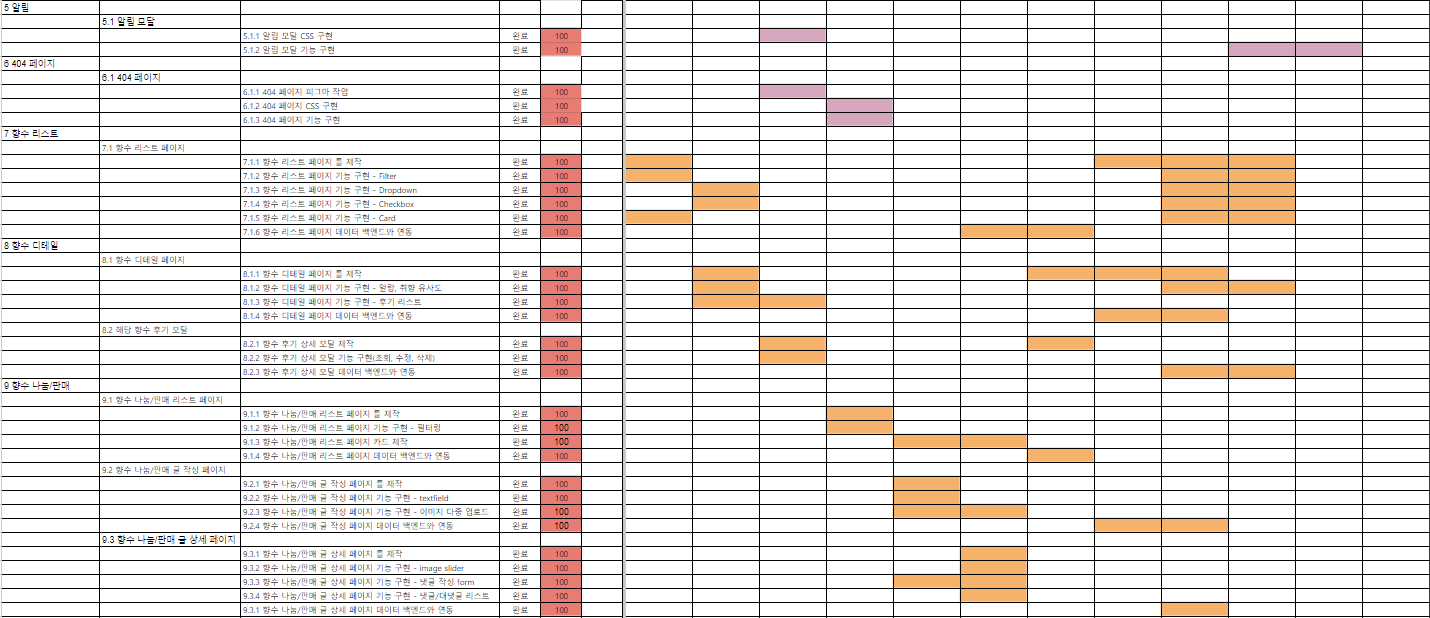 5 알림
5.1 알림 모달
5.1.1 알림 모달 CSS 구현 완료 100
5.1.2 알림 모달 기능 구현 완료 100
6 404 페이지
6.1 404 페이지
6.1.1 404 페이지 피그마 작업 완료 100
6.1.2 404 페이지 CSS 구현 완료 100
6.1.3 404 페이지 기능 구현 완료 100
7 향수 리스트
7.1 향수 리스트 페이지
7.1.1 향수 리스트 페이지 틀 제작 완료 100
7.1.2 향수 리스트 페이지 기능 구현 - Filter 완료 100
7.1.3 향수 리스트 페이지 기능 구현 - Dropdown 완료 100
7.1.4 향수 리스트 페이지 기능 구현 - Checkbox 완료 100
7.1.5 향수 리스트 페이지 기능 구현 - Card 완료 100
7.1.6 향수 리스트 페이지 데이터 백엔드와 연동 완료 100
8 향수 디테일
8.1 향수 디테일 페이지
8.1.1 향수 디테일 페이지 틀 제작 완료 100
8.1.2 향수 디테일 페이지 기능 구현 - 알람, 취향 유사도 완료 100
8.1.3 향수 디테일 페이지 기능 구현 - 후기 리스트 완료 100
8.1.4 향수 디테일 페이지 데이터 백엔드와 연동 완료 100
8.2 해당 향수 후기 모달
8.2.1 향수 후기 상세 모달 제작 완료 100
8.2.2 향수 후기 상세 모달 기능 구현(조회, 수정, 삭제) 완료 100
8.2.3 향수 후기 상세 모달 데이터 백엔드와 연동 완료 100
9 향수 나눔/판매
9.1 향수 나눔/판매 리스트 페이지
9.1.1 향수 나눔/판매 리스트 페이지 틀 제작 완료 100
9.1.2 향수 나눔/판매 리스트 페이지 기능 구현 - 필터링 완료 100
9.1.3 향수 나눔/판매 리스트 페이지 카드 제작 완료 100
9.1.4 향수 나눔/판매 리스트 페이지 데이터 백엔드와 연동 완료 100
9.2 향수 나눔/판매 글 작성 페이지
9.2.1 향수 나눔/판매 글 작성 페이지 틀 제작 완료 100
9.2.2 향수 나눔/판매 글 작성 페이지 기능 구현 - textfield 완료 100
9.2.3 향수 나눔/판매 글 작성 페이지 기능 구현 - 이미지 다중 업로드 완료 100
9.2.4 향수 나눔/판매 글 작성 페이지 데이터 백엔드와 연동 완료 100
9.3 향수 나눔/판매 글 상세 페이지
9.3.1 향수 나눔/판매 글 상세 페이지 틀 제작 완료 100
9.3.2 향수 나눔/판매 글 상세 페이지 기능 구현 - image slider 완료 100
9.3.3 향수 나눔/판매 글 상세 페이지 기능 구현 - 댓글 작성 form 완료 100
9.3.4 향수 나눔/판매 글 상세 페이지 기능 구현 - 댓글/대댓글 리스트 완료 100
9.3.1 향수 나눔/판매 글 상세 페이지 데이터 백엔드와 연동 완료 100